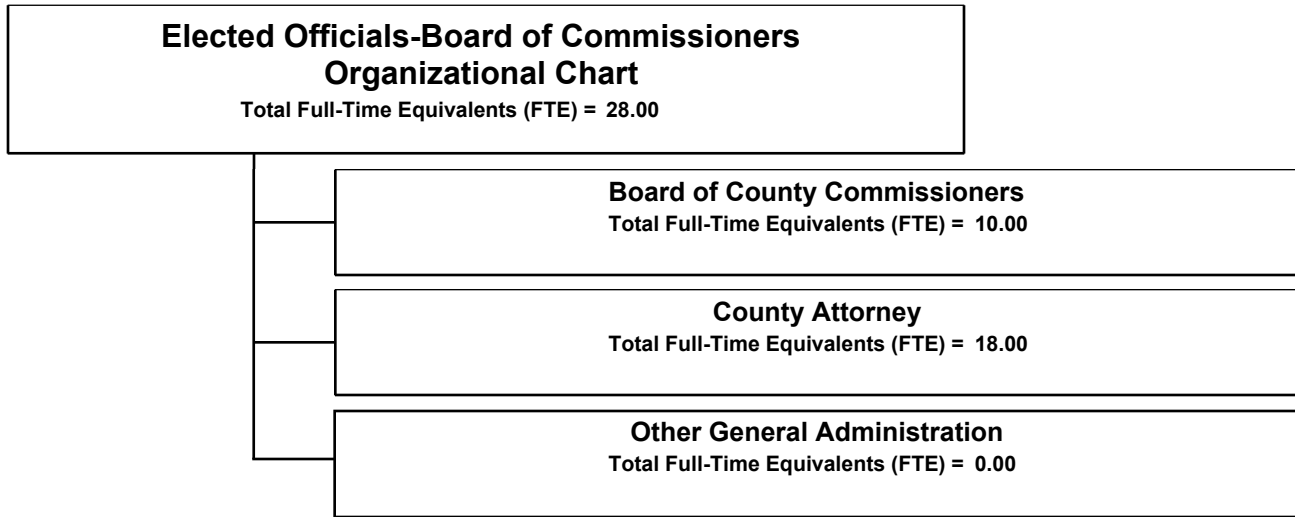 Elected Officials-Board of Commissioners
Organizational Chart
Total Full-Time Equivalents (FTE) = 28.00
Board of County Commissioners
Total Full-Time Equivalents (FTE) = 10.00
County Attorney
Total Full-Time Equivalents (FTE) = 18.00
Other General Administration
Total Full-Time Equivalents (FTE) = 0.00